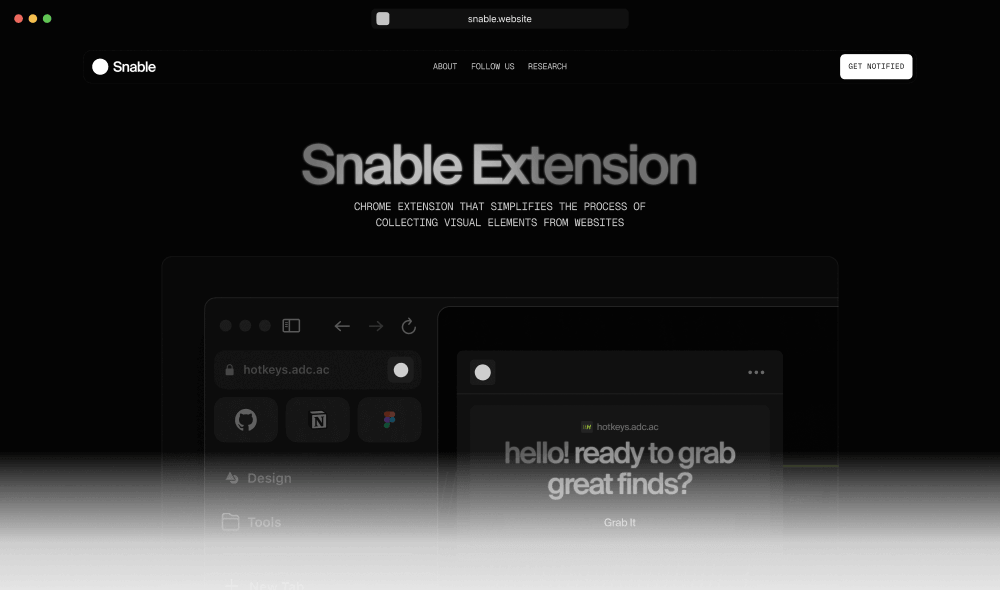 snable.website
Snable
ABOUT FOLLOW US RESEARCH
GET NOTIFIED
Snable Extension
CHROME EXTENSION THAT SIMPLIFIES THE PROCESS OF
COLLECTING VISUAL ELEMENTS FROM WEBSITES
hotkeys.adc.ac
Design
Tools
New Tab
hotkeys.adc.ac
hello! ready to grab
great finds?
Grab It